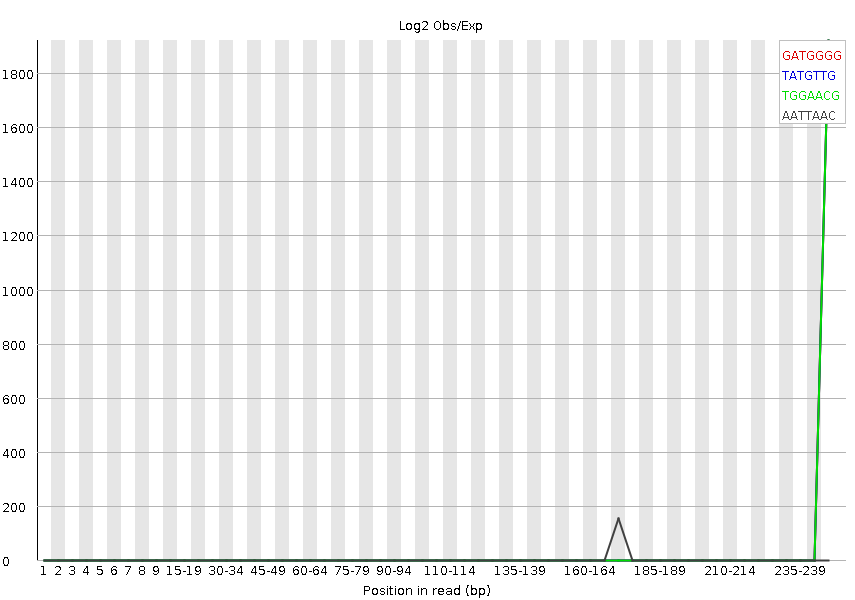 Log2 Obs/Exp
GATGGGG
TATGTTG
TGGAACG
AATTAAC
1800
1600
1400
1200
1000
800
600
400
200
0
1 2 3 4 5 6 7 8 9 15-19 30-34 45-49 60-64 75-79 90-94 110-114 135-139 160-164 185-189 210-214 235-239
Position in read (bp)